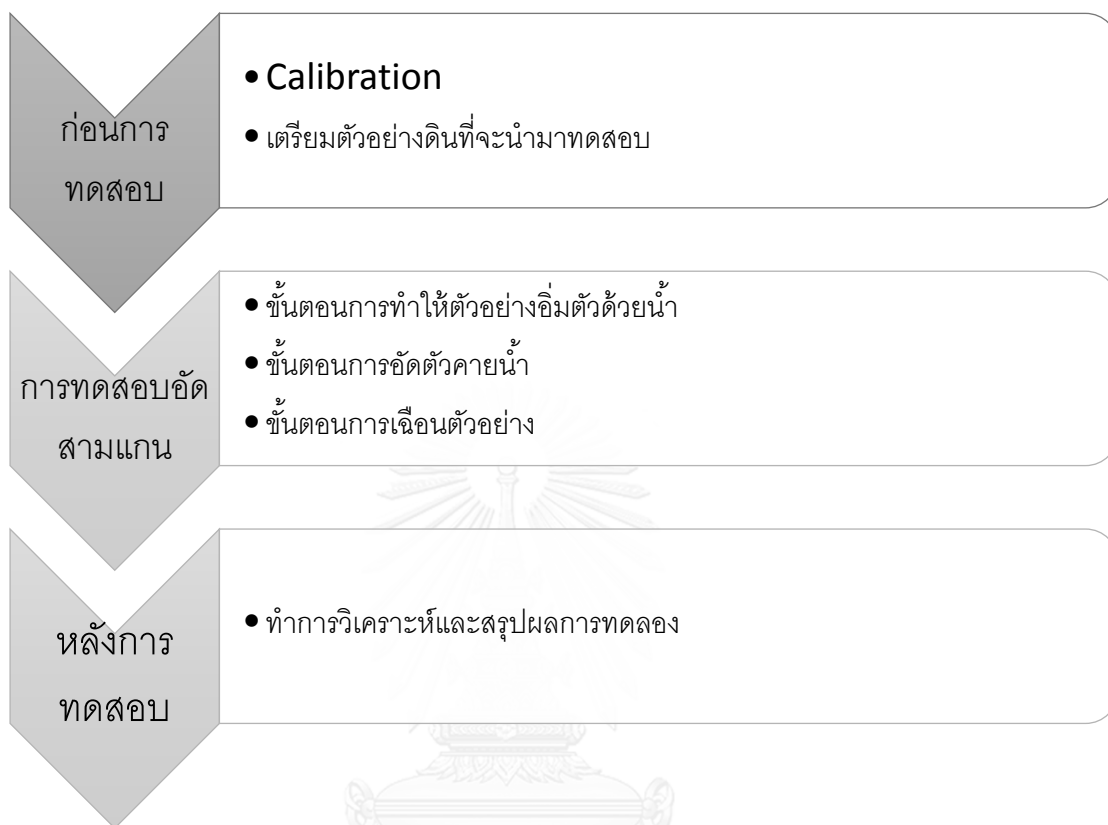 ก่อนการ
ทดสอบ
•Calibration
•เตรียมตัวอย่างดินที่จะนำมาทดสอบ
การทดสอบอัด
สามแกน
•ขั้นตอนการทำให้ตัวอย่างอิ่มตัวด้วยน้ำ
•ขั้นตอนการอัดตัวคายน้ำ
•ขั้นตอนการเฉือนตัวอย่าง
หลังการ
ทดสอบ
•ทำการวิเคราะห์และสรุปผลการทดลอง